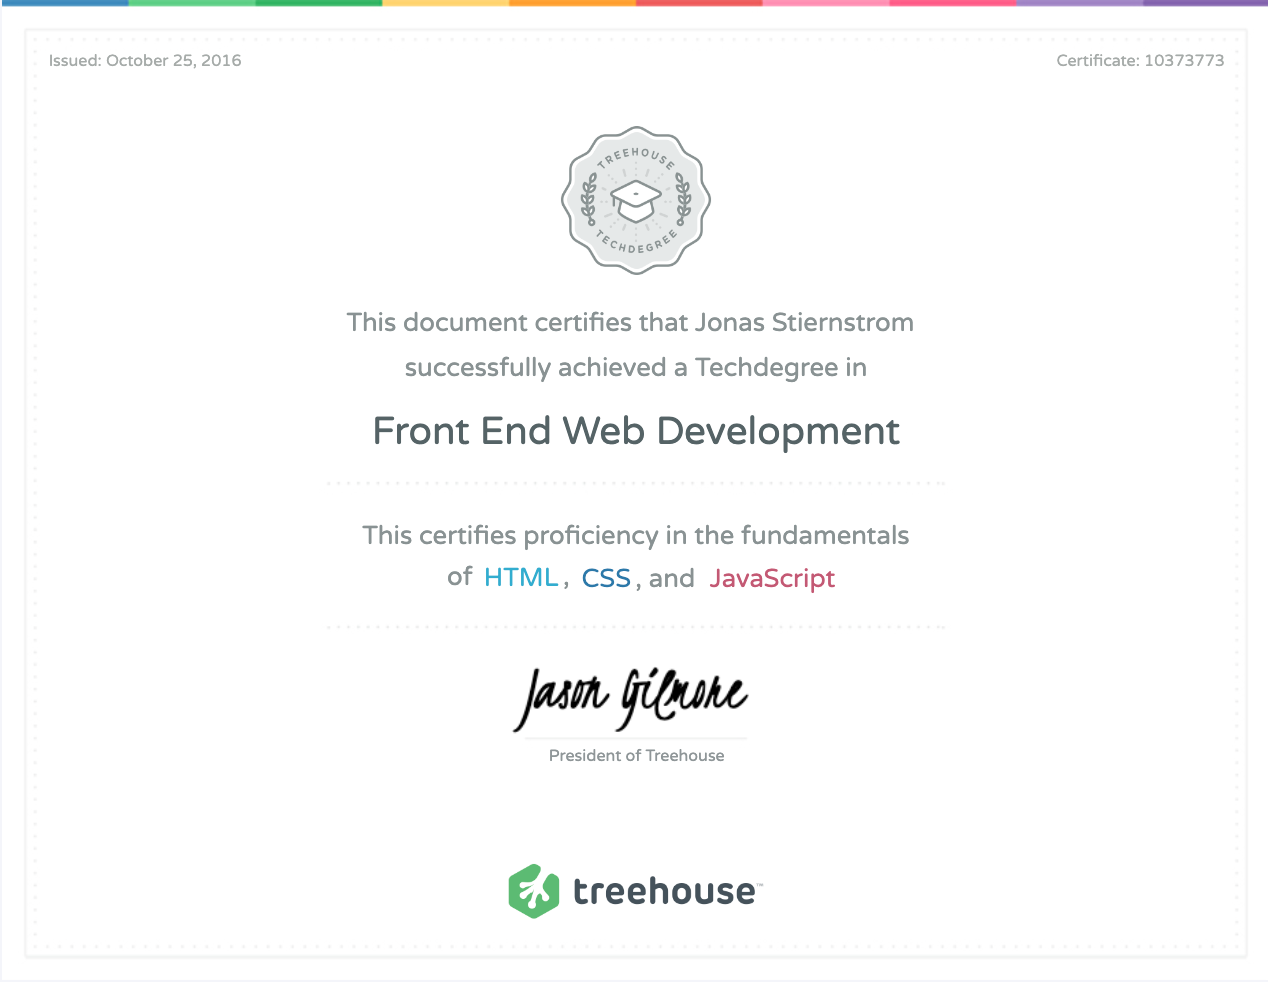 Issued: October 25, 2016
Certificate: 10373773
TREEHOUSE
TECHDEGREE
This document certifies that Jonas Stiernstrom
successfully achieved a Techdegree in
Front End Web Development
This certifies proficiency in the fundamentals
of HTML, CSS, and JavaScript
Jason Gilmore
President of Treehouse
treehouse™